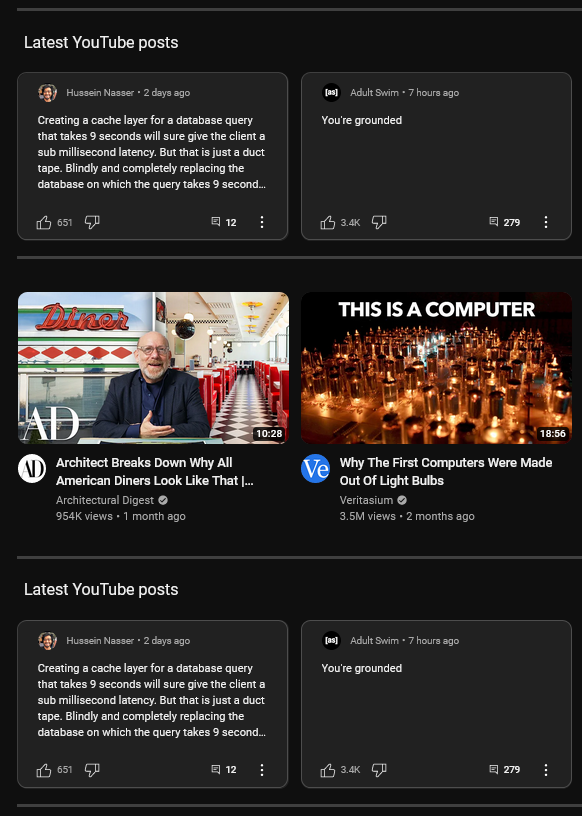 Latest YouTube posts
Hussein Nasser • 2 days ago
Creating a cache layer for a database query
that takes 9 seconds will sure give the client a
sub millisecond latency. But that is just a duct
tape. Blindly and completely replacing the
database on which the query takes 9 second...
651
12
[as]
Adult Swim • 7 hours ago
You're grounded
3.4K
279
Diner
AD
10:28
THIS IS A COMPUTER
18:56
AD
Architect Breaks Down Why All
American Diners Look Like That |...
Architectural Digest
954K views • 1 month ago
Ve
Why The First Computers Were Made
Out Of Light Bulbs
Veritasium
3.5M views • 2 months ago
Latest YouTube posts
Hussein Nasser • 2 days ago
Creating a cache layer for a database query
that takes 9 seconds will sure give the client a
sub millisecond latency. But that is just a duct
tape. Blindly and completely replacing the
database on which the query takes 9 second...
651
12
[as]
Adult Swim • 7 hours ago
You're grounded
3.4K
279